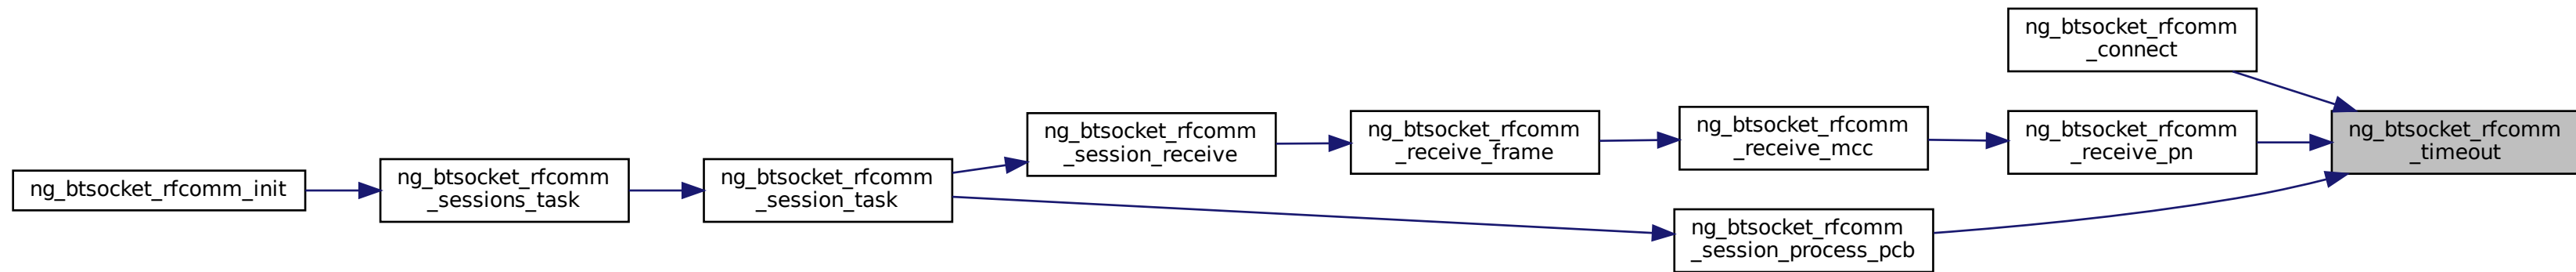 ng_btsocket_rfcomm_init
ng_btsocket_rfcomm
_sessions_task
ng_btsocket_rfcomm
_session_task
ng_btsocket_rfcomm
_session_receive
ng_btsocket_rfcomm
_receive_frame
ng_btsocket_rfcomm
_receive_mcc
ng_btsocket_rfcomm
_session_process_pcb
ng_btsocket_rfcomm
_connect
ng_btsocket_rfcomm
_receive_pn
ng_btsocket_rfcomm
_timeout